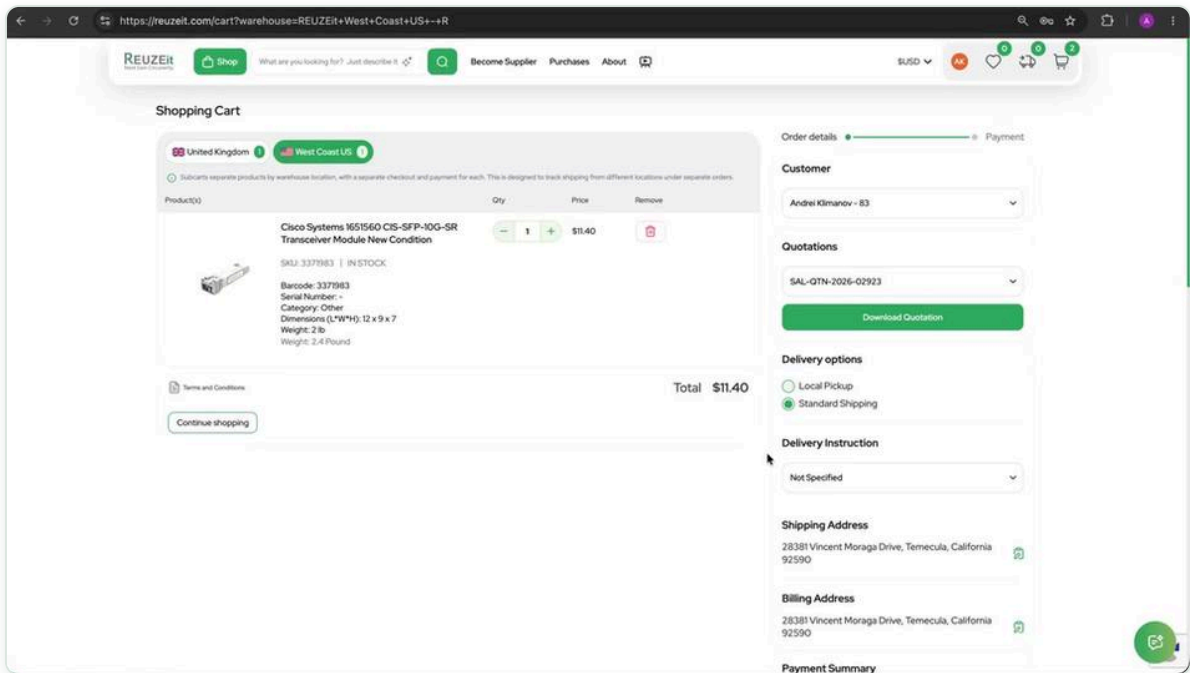 https://reuzeit.com/cart?warehouse=REUZEit+West+Coast+US+-+R
A
REUZEit
Shop
What are you looking for? Just describe it
Become Supplier
Purchases
About
$USD
AK
0
0
2
Shopping Cart
United Kingdom 1
West Coast US 1
Subcarts separate products by warehouse location, with a separate checkout and payment for each. This is designed to track shipping from different locations under separate orders.
Product(s) Qty Price Remove
Cisco Systems 1651560 CIS-SFP-10G-SR
Transceiver Module New Condition
− 1 + $11.40
SKU: 3371983 | IN STOCK
Barcode: 3371983
Serial Number: -
Category: Other
Dimensions (L*W*H): 12 x 9 x 7
Weight: 2 lb
Weight: 2.4 Pound
Terms and Conditions
Total $11.40
Continue shopping
Order details
Payment
Customer
Andrei Klimanov - 83
Quotations
SAL-QTN-2026-02923
Download Quotation
Delivery options
Local Pickup
Standard Shipping
Delivery Instruction
Not Specified
Shipping Address
28381 Vincent Moraga Drive, Temecula, California
92590
Billing Address
28381 Vincent Moraga Drive, Temecula, California
92590
Payment Summary